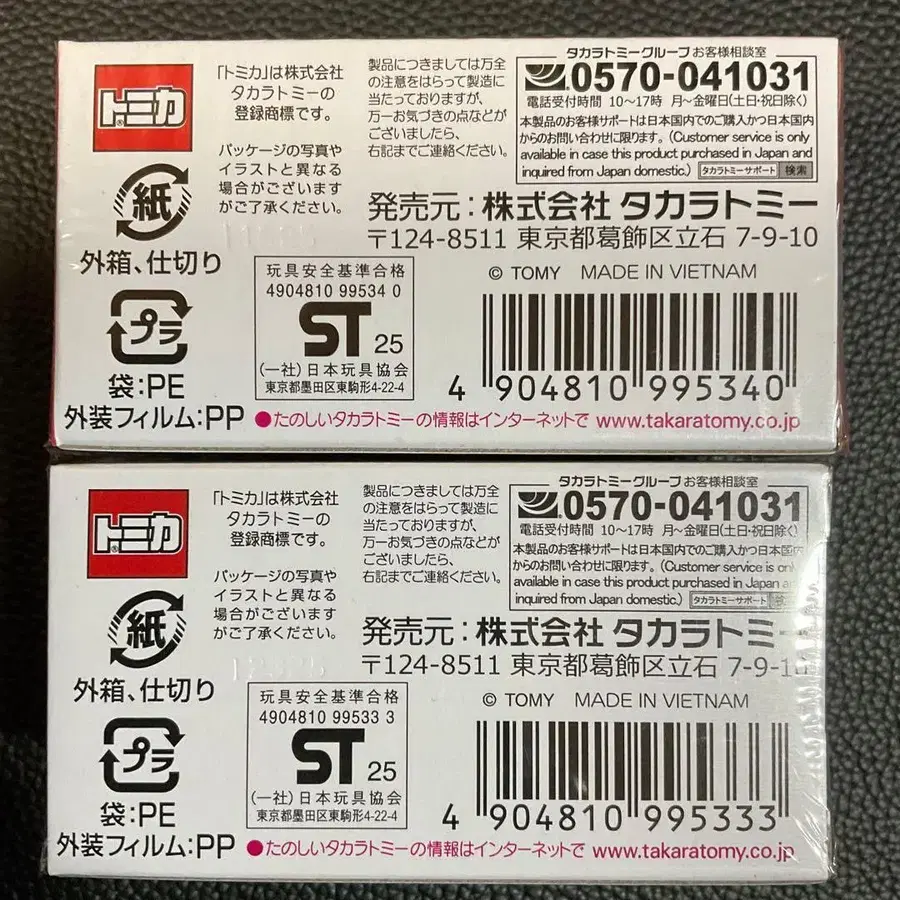 トミカ®
「トミカ」は株式会社
タカラトミーの
登録商標です。
パッケージの写真や
イラストと異なる
場合がございます
がご了承ください。
製品につきましては万全
の注意をはらって製造に
当たっておりますが、
万一お気づきの点などが
ございましたら、
右記までご連絡ください。
タカラトミーグループ お客様相談室
0570-041031
電話受付時間 10〜17時 月〜金曜日(土日・祝日除く)
本製品のお客様サポートは日本国内でのご購入かつ日本国内
からのお問い合わせに限ります。(Customer service is only
available in case this product purchased in Japan and
inquired from Japan domestic.) タカラトミーサポート 検索
発売元:株式会社 タカラトミー
〒124-8511 東京都葛飾区立石 7-9-10
© TOMY MADE IN VIETNAM
紙
外箱、仕切り
プラ
袋:PE
外装フィルム:PP
玩具安全基準合格
4904810 99534 0
ST 25
(一社)日本玩具協会
東京都墨田区東駒形4-22-4
4 904810 995340
●たのしいタカラトミーの情報はインターネットで www.takaratomy.co.jp
トミカ®
「トミカ」は株式会社
タカラトミーの
登録商標です。
パッケージの写真や
イラストと異なる
場合がございます
がご了承ください。
製品につきましては万全
の注意をはらって製造に
当たっておりますが、
万一お気づきの点などが
ございましたら、
右記までご連絡ください。
タカラトミーグループ お客様相談室
0570-041031
電話受付時間 10〜17時 月〜金曜日(土日・祝日除く)
本製品のお客様サポートは日本国内でのご購入かつ日本国内
からのお問い合わせに限ります。(Customer service is only
available in case this product purchased in Japan and
inquired from Japan domestic.) タカラトミーサポート
発売元:株式会社 タカラトミー
〒124-8511 東京都葛飾区立石 7-9-10
© TOMY MADE IN VIETNAM
紙
外箱、仕切り
プラ
袋:PE
外装フィルム:PP
玩具安全基準合格
4904810 99533 3
ST 25
(一社)日本玩具協会
東京都墨田区東駒形4-22-4
4 904810 995333
●たのしいタカラトミーの情報はインターネットで www.takaratomy.co.jp